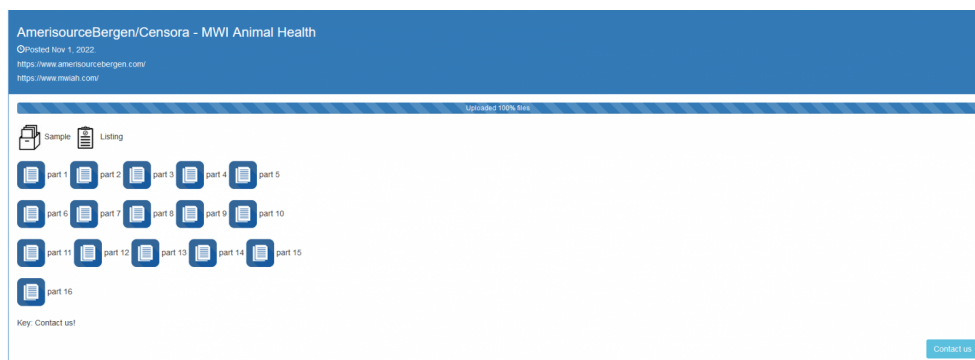 AmerisourceBergen/Censora - MWI Animal Health
Posted Nov 1, 2022.
https://www.amerisourcebergen.com/
https://www.mwiah.com/
Uploaded 100% files
Sample Listing
part 1 part 2 part 3 part 4 part 5
part 6 part 7 part 8 part 9 part 10
part 11 part 12 part 13 part 14 part 15
part 16
Key: Contact us!
Contact us